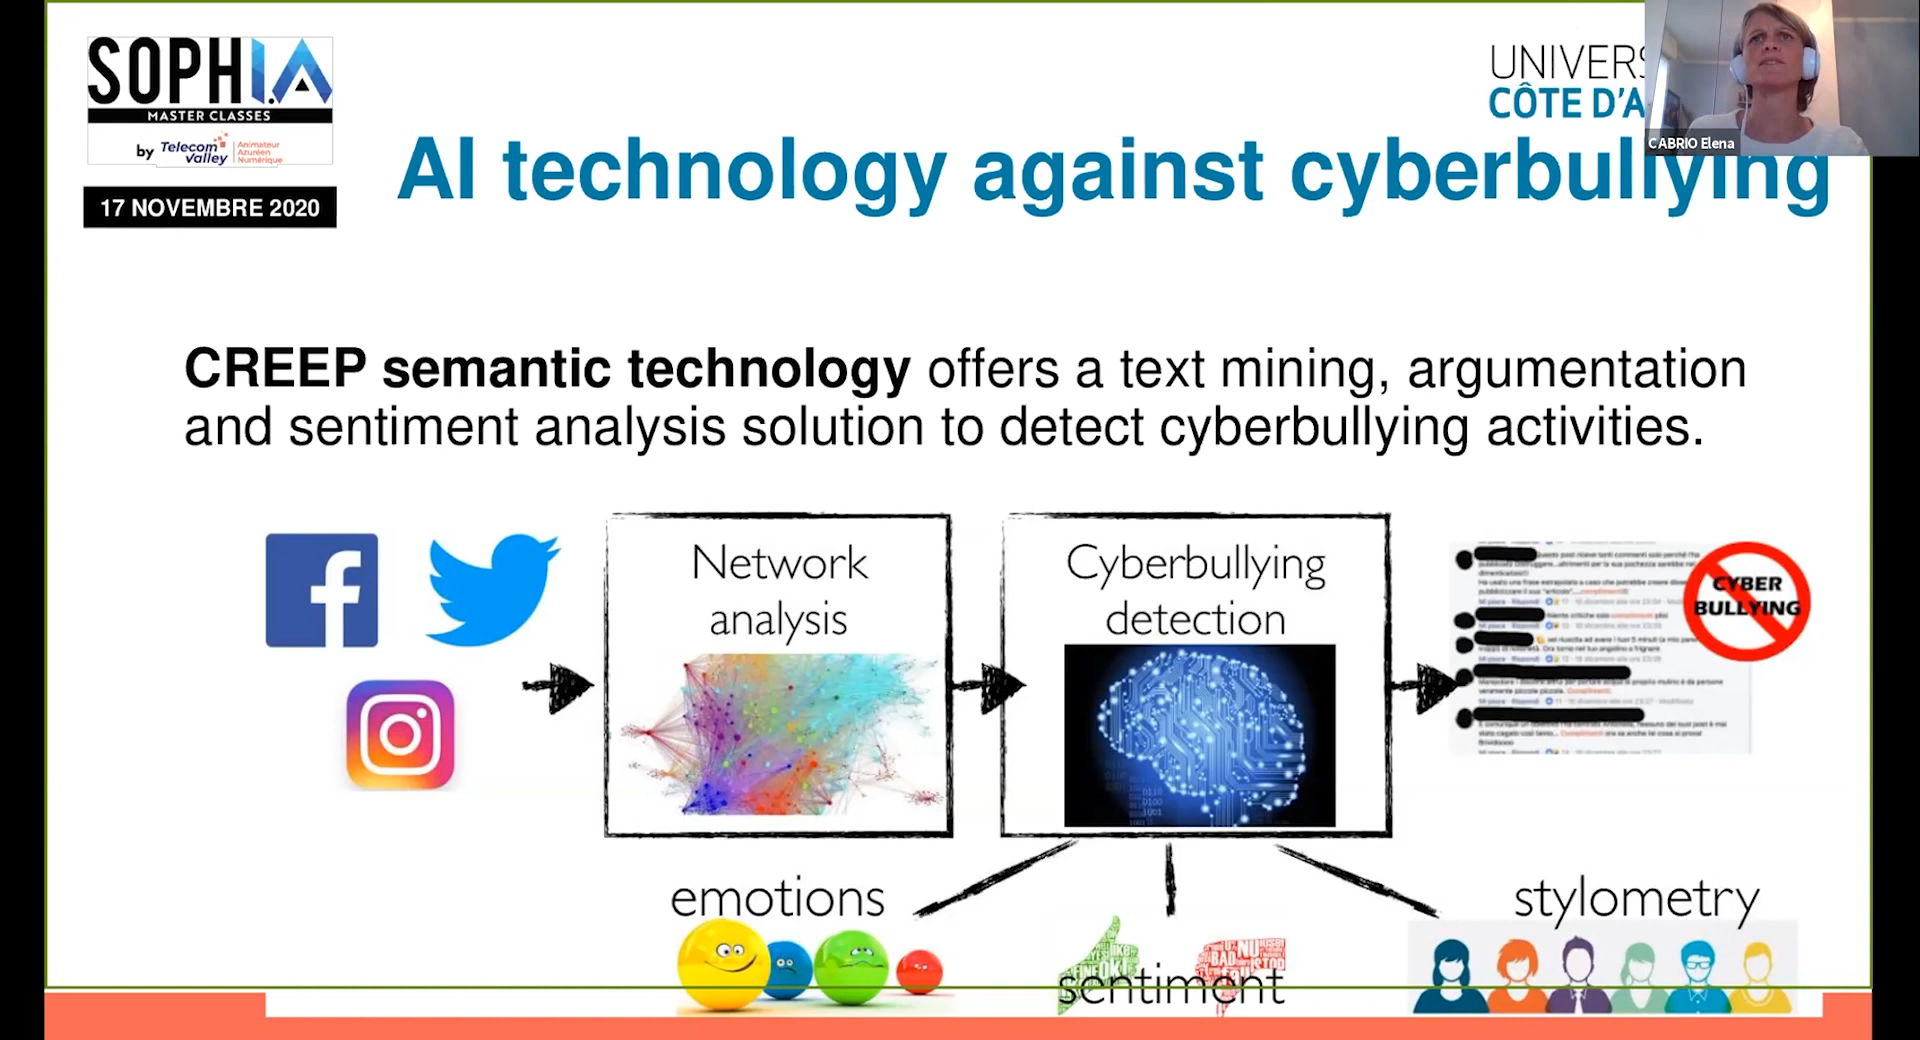 SOPHI.A
MASTER CLASSES
by Telecom Valley
Animateur
Azuréen
Numérique
17 NOVEMBRE 2020
UNIVERS
CÔTE D'A
CABRIO Elena
AI technology against cyberbullying
CREEP semantic technology offers a text mining, argumentation
and sentiment analysis solution to detect cyberbullying activities.
Network
analysis
Cyberbullying
detection
CYBER
BULLYING
emotions
sentiment
stylometry